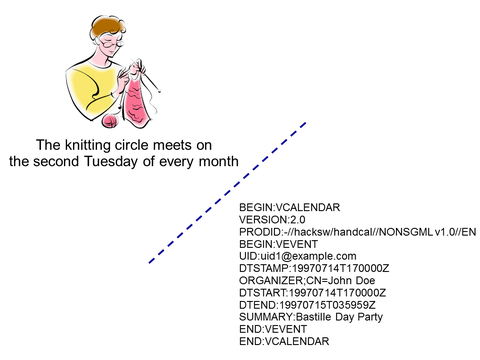 The knitting circle meets on
the second Tuesday of every month
BEGIN:VCALENDAR
VERSION:2.0
PRODID:-//hacksw/handcal//NONSGML v1.0//EN
BEGIN:VEVENT
UID:uid1@example.com
DTSTAMP:19970714T170000Z
ORGANIZER;CN=John Doe
DTSTART:19970714T170000Z
DTEND:19970715T035959Z
SUMMARY:Bastille Day Party
END:VEVENT
END:VCALENDAR